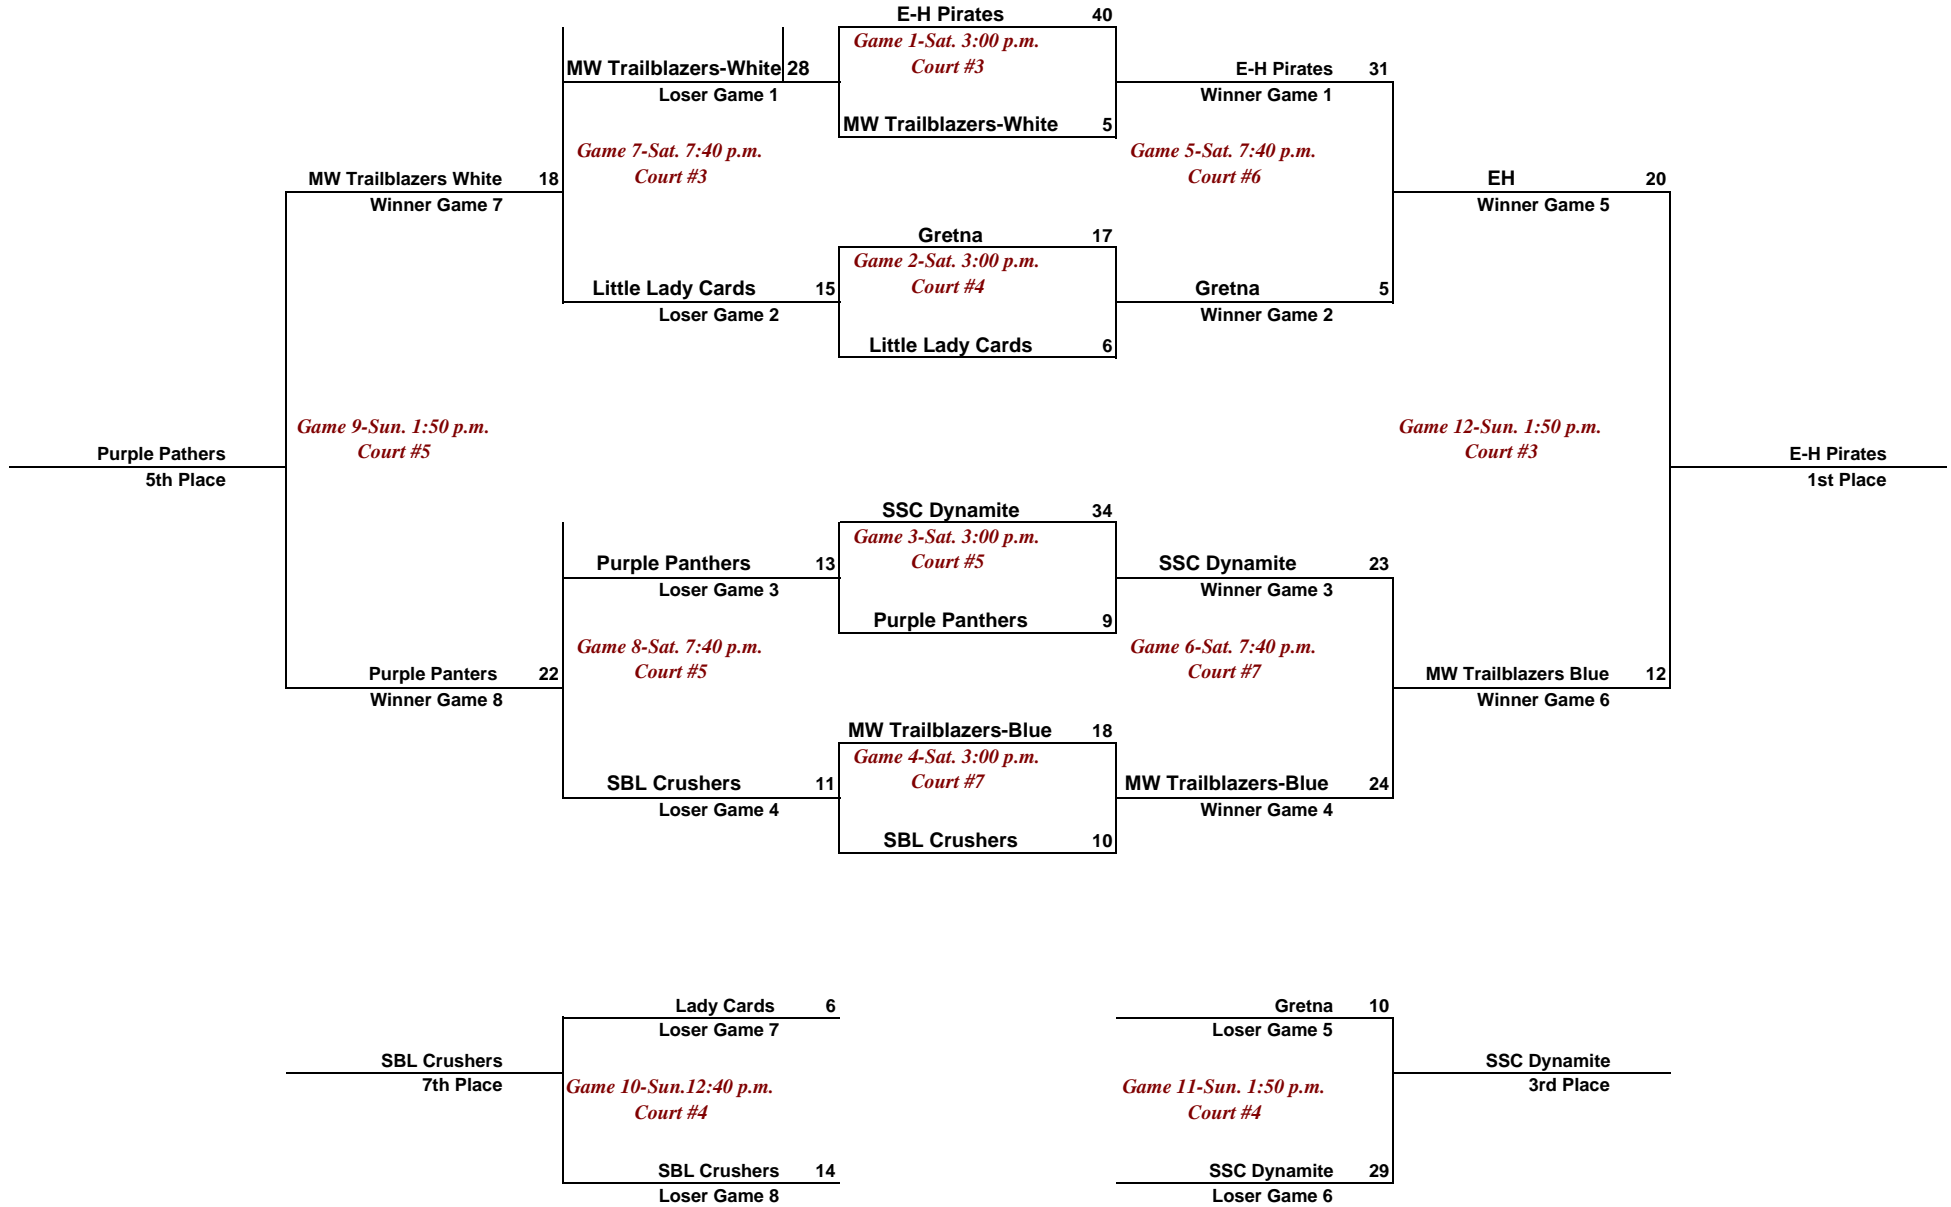 E-H Pirates 40
Game 1-Sat. 3:00 p.m.
MW Trailblazers-White 28 Court #3 E-H Pirates 31
Loser Game 1 Winner Game 1
MW Trailblazers-White 5
Game 7-Sat. 7:40 p.m. Game 5-Sat. 7:40 p.m.
MW Trailblazers White 18 Court #3 Court #6 EH 20
Winner Game 7 Winner Game 5
Gretna 17
Game 2-Sat. 3:00 p.m.
Little Lady Cards 15 Court #4 Gretna 5
Loser Game 2 Winner Game 2
Little Lady Cards 6
Game 9-Sun. 1:50 p.m. Game 12-Sun. 1:50 p.m.
Purple Pathers Court #5 Court #3 E-H Pirates
5th Place 1st Place
SSC Dynamite 34
Game 3-Sat. 3:00 p.m.
Purple Panthers 13 Court #5 SSC Dynamite 23
Loser Game 3 Winner Game 3
Purple Panthers 9
Game 8-Sat. 7:40 p.m. Game 6-Sat. 7:40 p.m.
Purple Panters 22 Court #5 Court #7 MW Trailblazers Blue 12
Winner Game 8 Winner Game 6
MW Trailblazers-Blue 18
Game 4-Sat. 3:00 p.m.
SBL Crushers 11 Court #7 MW Trailblazers-Blue 24
Loser Game 4 Winner Game 4
SBL Crushers 10
Lady Cards 6 Gretna 10
Loser Game 7 Loser Game 5
SBL Crushers SSC Dynamite
7th Place Game 10-Sun.12:40 p.m. Game 11-Sun. 1:50 p.m. 3rd Place
Court #4 Court #4
SBL Crushers 14 SSC Dynamite 29
Loser Game 8 Loser Game 6